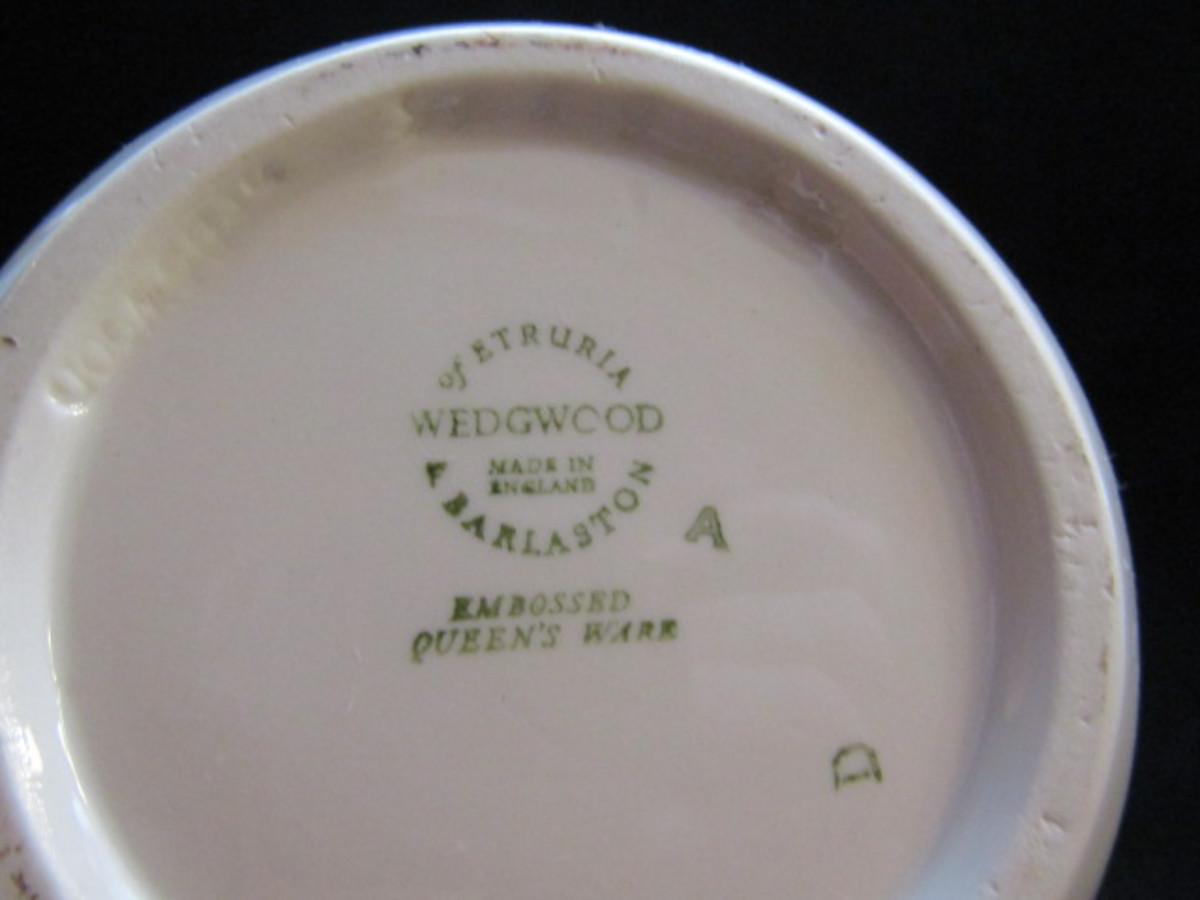 of ETRURIA
WEDGWOOD
MADE IN
ENGLAND
& BARLASTON
A
EMBOSSED
QUEEN'S WARE
D